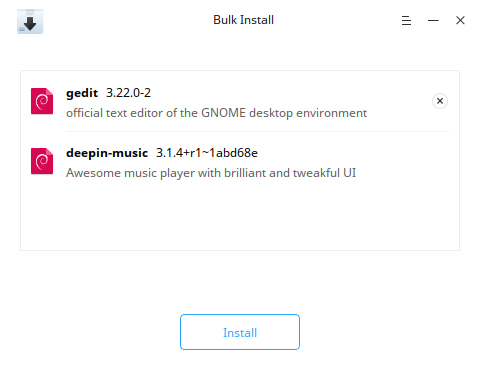 Bulk Install
gedit 3.22.0-2
official text editor of the GNOME desktop environment
deepin-music 3.1.4+r1~1abd68e
Awesome music player with brilliant and tweakful UI
Install